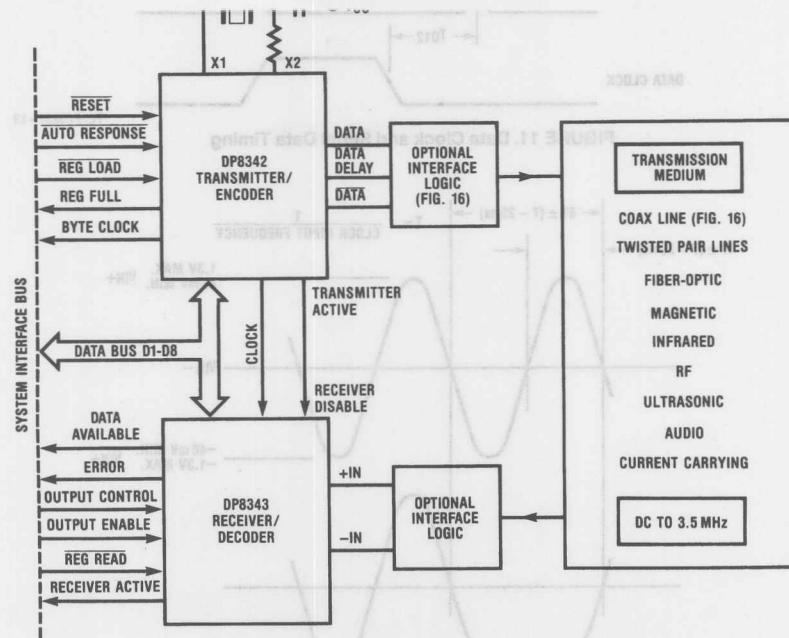 X1
X2
RESET
AUTO RESPONSE
REG LOAD
REG FULL
BYTE CLOCK
DP8342
TRANSMITTER/
ENCODER
DATA
DATA
DELAY
DATA
OPTIONAL
INTERFACE
LOGIC
(FIG. 16)
TRANSMISSION
MEDIUM
COAX LINE (FIG. 16)
TWISTED PAIR LINES
FIBER-OPTIC
MAGNETIC
INFRARED
RF
ULTRASONIC
AUDIO
CURRENT CARRYING
DC TO 3.5 MHz
SYSTEM INTERFACE BUS
DATA BUS D1-D8
CLOCK
TRANSMITTER
ACTIVE
RECEIVER
DISABLE
DATA
AVAILABLE
ERROR
OUTPUT CONTROL
OUTPUT ENABLE
REG READ
RECEIVER ACTIVE
DP8343
RECEIVER/
DECODER
+IN
−IN
OPTIONAL
INTERFACE
LOGIC
DATA CLOCK
FIGURE 11. Data Clock and
Data Timing
CLOCK INPUT FREQUENCY